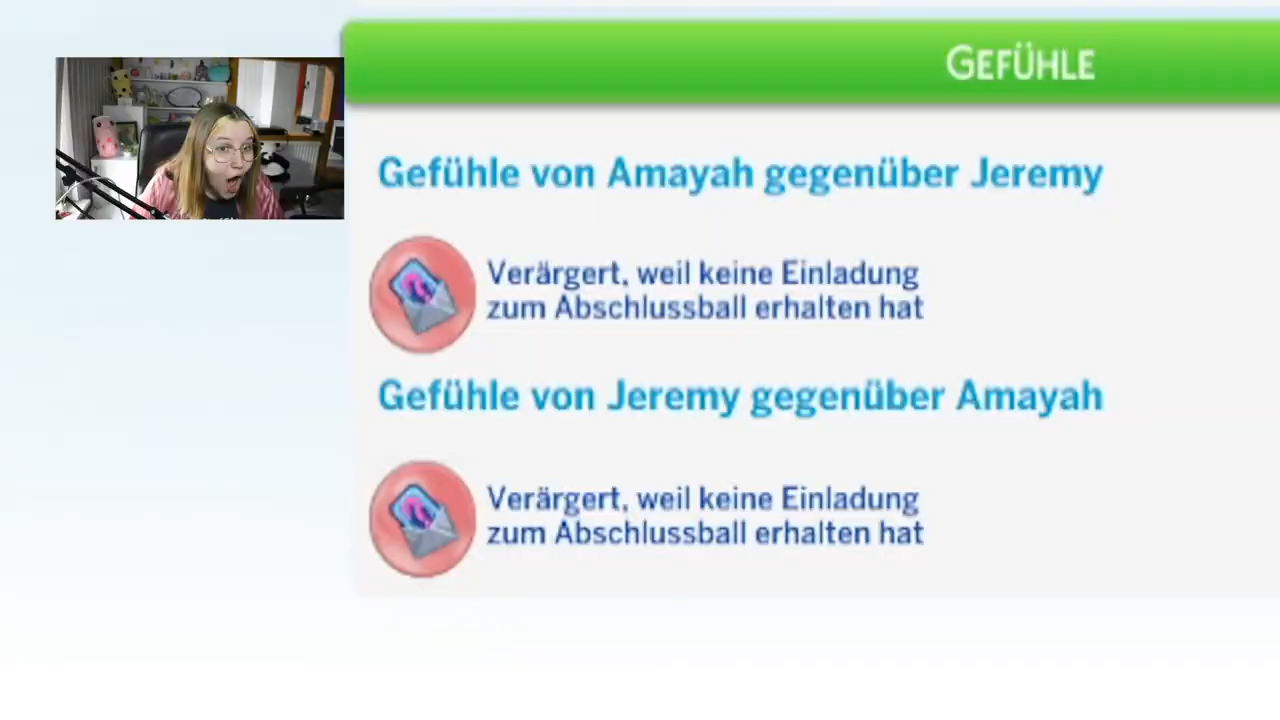 GEFÜHLE
Gefühle von Amayah gegenüber Jeremy
Verärgert, weil keine Einladung
zum Abschlussball erhalten hat
Gefühle von Jeremy gegenüber Amayah
Verärgert, weil keine Einladung
zum Abschlussball erhalten hat